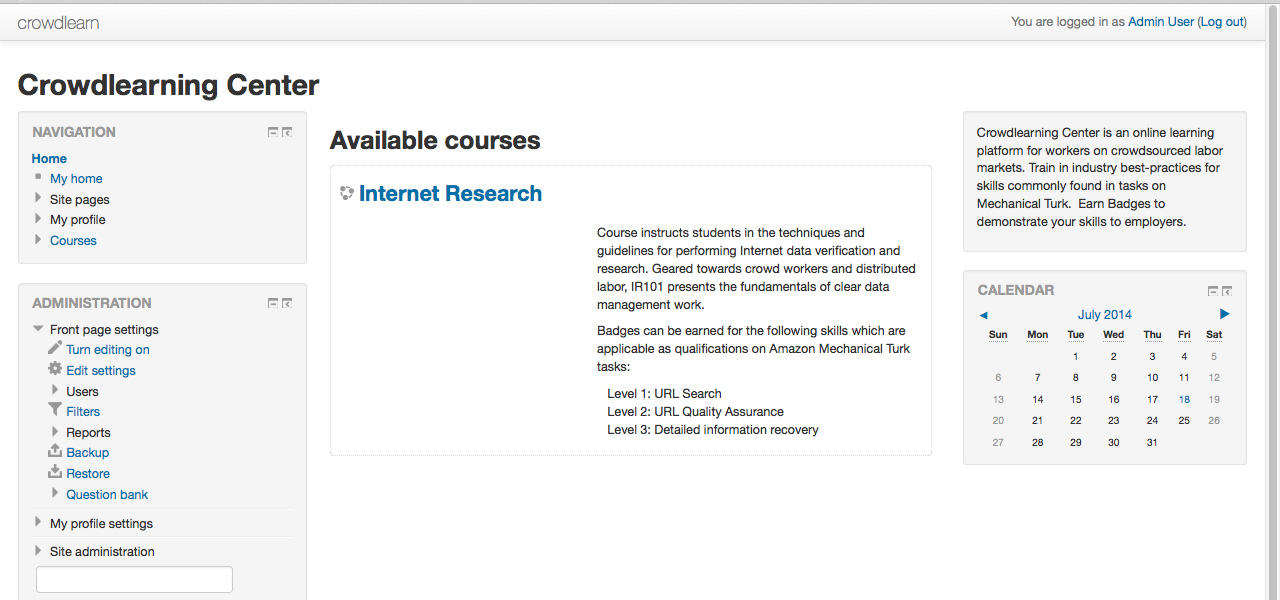 crowdlearn
You are logged in as Admin User (Log out)
Crowdlearning Center
NAVIGATION
Home
My home
Site pages
My profile
Courses
ADMINISTRATION
Front page settings
Turn editing on
Edit settings
Users
Filters
Reports
Backup
Restore
Question bank
My profile settings
Site administration
Available courses
Internet Research
Course instructs students in the techniques and
guidelines for performing Internet data verification and
research. Geared towards crowd workers and distributed
labor, IR101 presents the fundamentals of clear data
management work.
Badges can be earned for the following skills which are
applicable as qualifications on Amazon Mechanical Turk
tasks:
Level 1: URL Search
Level 2: URL Quality Assurance
Level 3: Detailed information recovery
Crowdlearning Center is an online learning
platform for workers on crowdsourced labor
markets. Train in industry best-practices for
skills commonly found in tasks on
Mechanical Turk. Earn Badges to
demonstrate your skills to employers.
CALENDAR
July 2014
Sun Mon Tue Wed Thu Fri Sat
1 2 3 4 5
6 7 8 9 10 11 12
13 14 15 16 17 18 19
20 21 22 23 24 25 26
27 28 29 30 31